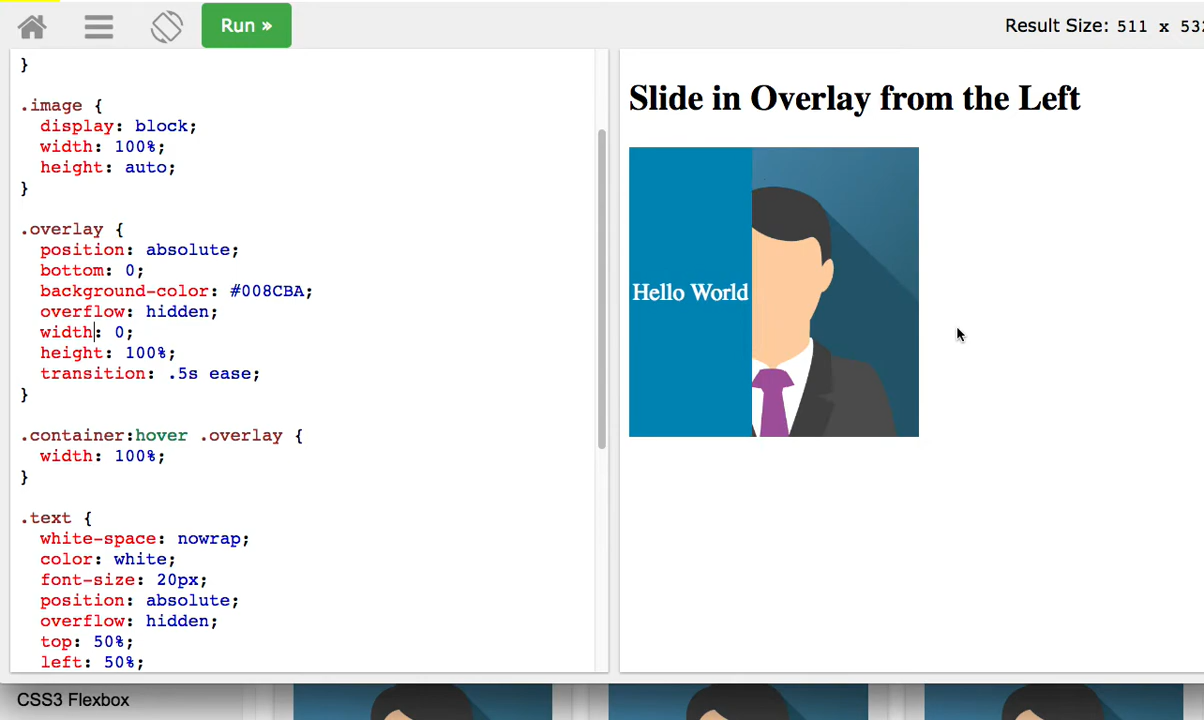 Run »
Result Size: 511 x 532
}
.image {
display: block;
width: 100%;
height: auto;
}
.overlay {
position: absolute;
bottom: 0;
background-color: #008CBA;
overflow: hidden;
width: 0;
height: 100%;
transition: .5s ease;
}
.container:hover .overlay {
width: 100%;
}
.text {
white-space: nowrap;
color: white;
font-size: 20px;
position: absolute;
overflow: hidden;
top: 50%;
left: 50%;
Slide in Overlay from the Left
Hello World
CSS3 Flexbox